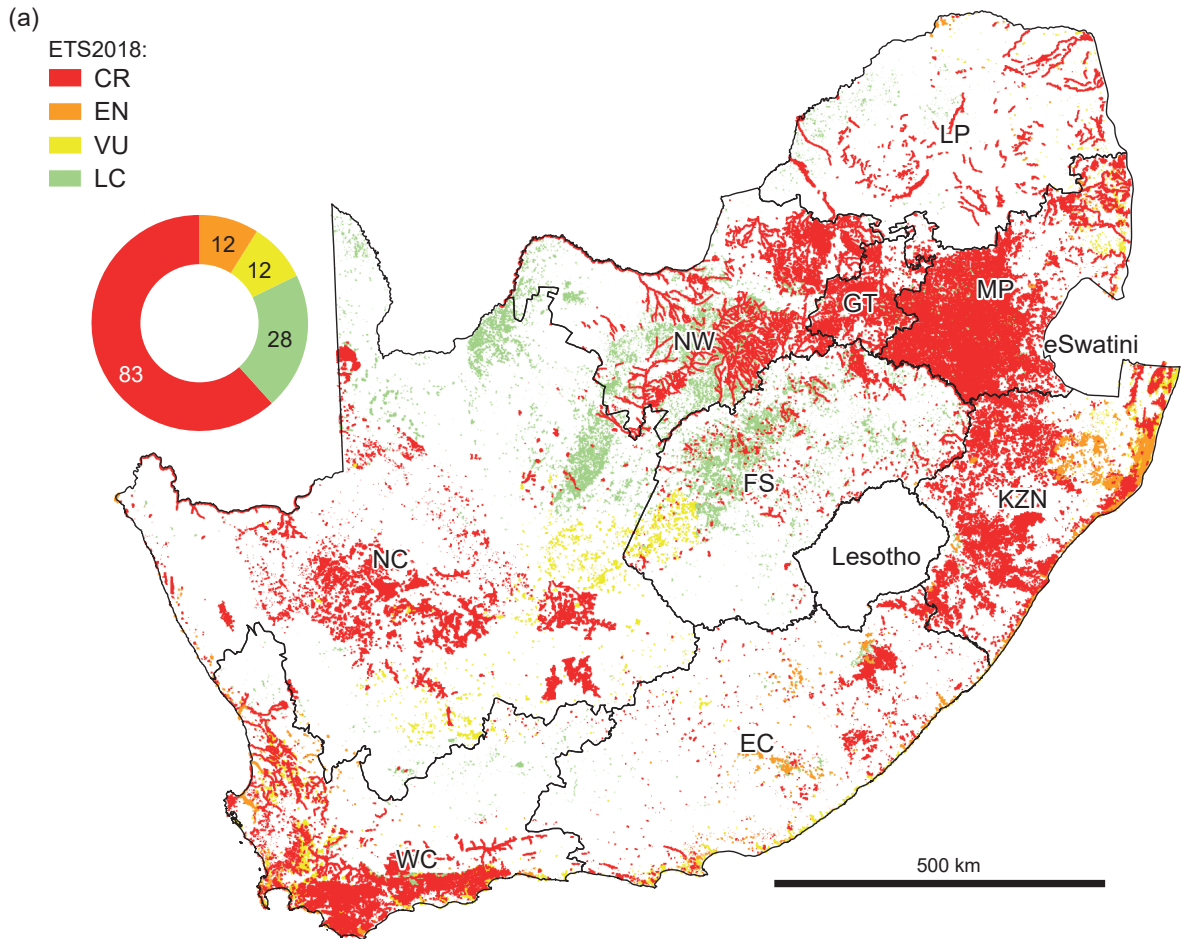 (a)
ETS2018:
CR
EN
VU
LC
12
12
28
83
LP
MP
GT
NW
eSwatini
FS
KZN
NC
Lesotho
EC
WC
500 km